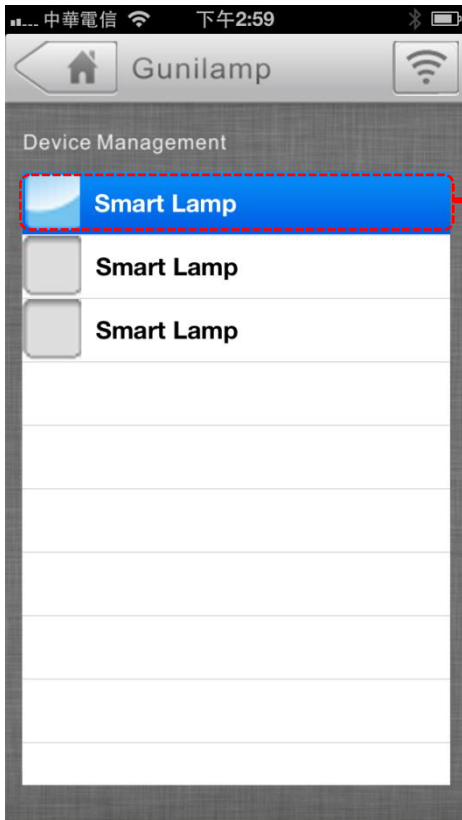 中華電信 下午2:59
Gunilamp
Device Management
Smart Lamp
Smart Lamp
Smart Lamp